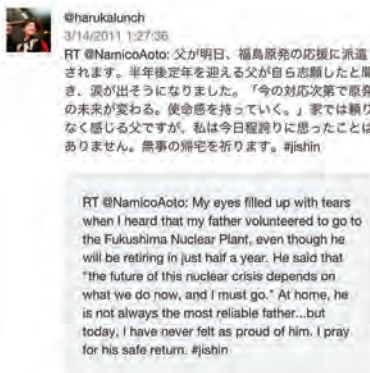 @harukalunch
3/14/2011 1:27:36
RT @NamicoAoto: 父が明日、福島原発の応援に派遣
されます。半年後定年を迎える父が自ら志願したと聞
き、涙が出そうになりました。「今の対応次第で原発
の未来が変わる。使命感を持っていく。」家では頼り
なく感じる父ですが、私は今日程誇りに思ったことは
ありません。無事の帰宅を祈ります。#jishin
RT @NamicoAoto: My eyes filled up with tears
when I heard that my father volunteered to go to
the Fukushima Nuclear Plant, even though he
will be retiring in just half a year. He said that
"the future of this nuclear crisis depends on
what we do now, and I must go." At home, he
is not always the most reliable father...but
today, I have never felt as proud of him. I pray
for his safe return. #jishin